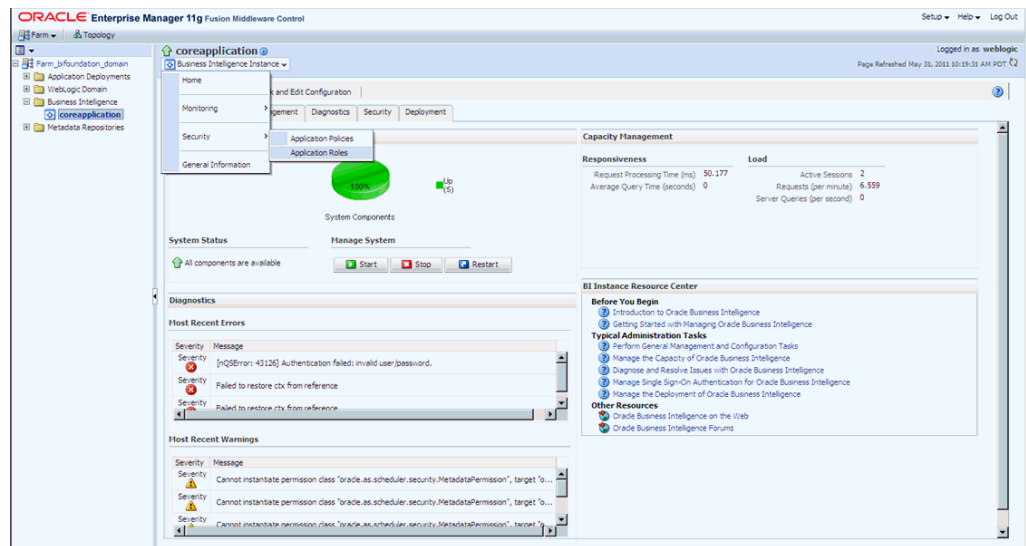 ORACLE Enterprise Manager 11g Fusion Middleware Control
Setup Help Log Out
Farm Topology
Farm_bifoundation_domain
Application Deployments
WebLogic Domain
Business Intelligence
coreapplication
Metadata Repositories
coreapplication
Logged in as weblogic
Business Intelligence Instance
Page Refreshed May 31, 2011 10:19:31 AM PDT
Home
Monitoring
Security
General Information
Application Policies
Application Roles
and Edit Configuration
Diagnostics Security Deployment
100%
Up
(5)
System Components
System Status
All components are available
Manage System
Start Stop Restart
Capacity Management
Responsiveness
Request Processing Time (ms) 50.177
Average Query Time (seconds) 0
Load
Active Sessions 2
Requests (per minute) 6.559
Server Queries (per second) 0
Diagnostics
Most Recent Errors
Severity Message
Severity [nQSError: 43126] Authentication failed: invalid user/password.
Severity Failed to restore ctx from reference
Severity Failed to restore ctx from reference
Most Recent Warnings
Severity Message
Severity Cannot instantiate permission class "oracle.as.scheduler.security.MetadataPermission", target "o...
Severity Cannot instantiate permission class "oracle.as.scheduler.security.MetadataPermission", target "o...
Severity Cannot instantiate permission class "oracle.as.scheduler.security.MetadataPermission", target "o...
BI Instance Resource Center
Before You Begin
Introduction to Oracle Business Intelligence
Getting Started with Managing Oracle Business Intelligence
Typical Administration Tasks
Perform General Management and Configuration Tasks
Manage the Capacity of Oracle Business Intelligence
Diagnose and Resolve Issues with Oracle Business Intelligence
Manage Single Sign-On Authentication for Oracle Business Intelligence
Manage the Deployment of Oracle Business Intelligence
Other Resources
Oracle Business Intelligence on the Web
Oracle Business Intelligence Forums